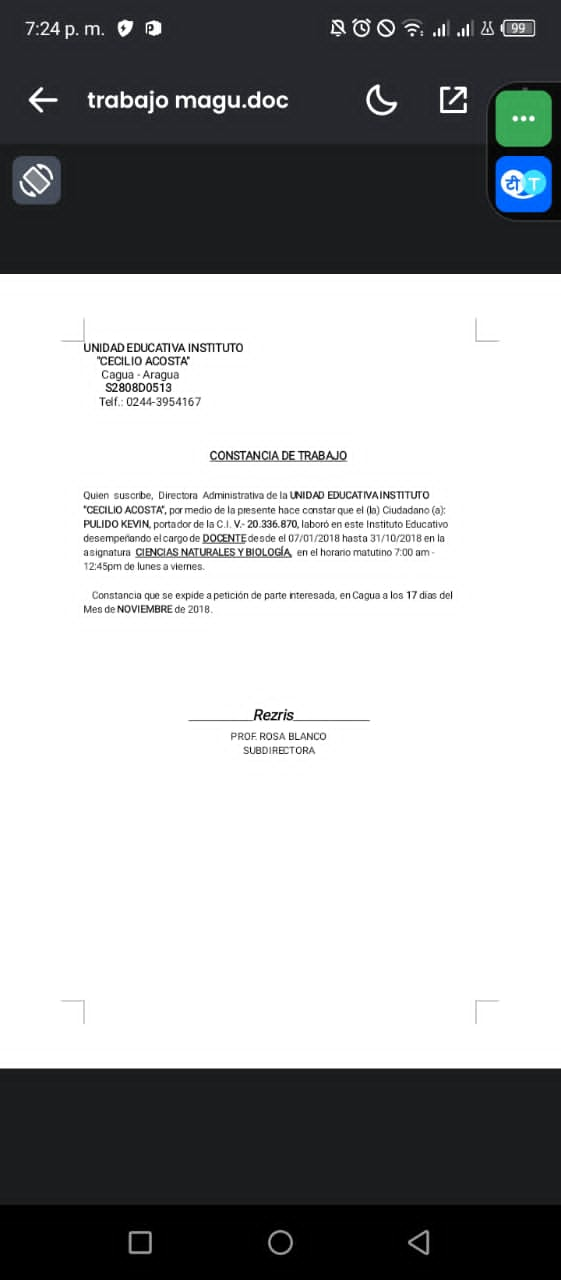 7:24 p. m.
99
trabajo magu.doc
टी T
UNIDAD EDUCATIVA INSTITUTO
"CECILIO ACOSTA"
Cagua - Aragua
S2808D0513
Telf.: 0244-3954167
CONSTANCIA DE TRABAJO
Quien suscribe, Directora Administrativa de la UNIDAD EDUCATIVA INSTITUTO
"CECILIO ACOSTA", por medio de la presente hace constar que el (la) Ciudadano (a):
PULIDO KEVIN, portador de la C.I. V.- 20.336.870, laboró en este Instituto Educativo
desempeñando el cargo de DOCENTE desde el 07/01/2018 hasta 31/10/2018 en la
asignatura CIENCIAS NATURALES Y BIOLOGÍA, en el horario matutino 7:00 am -
12:45pm de lunes a viernes.
Constancia que se expide a petición de parte interesada, en Cagua a los 17 días del
Mes de NOVIEMBRE de 2018.
Rezris
PROF. ROSA BLANCO
SUBDIRECTORA